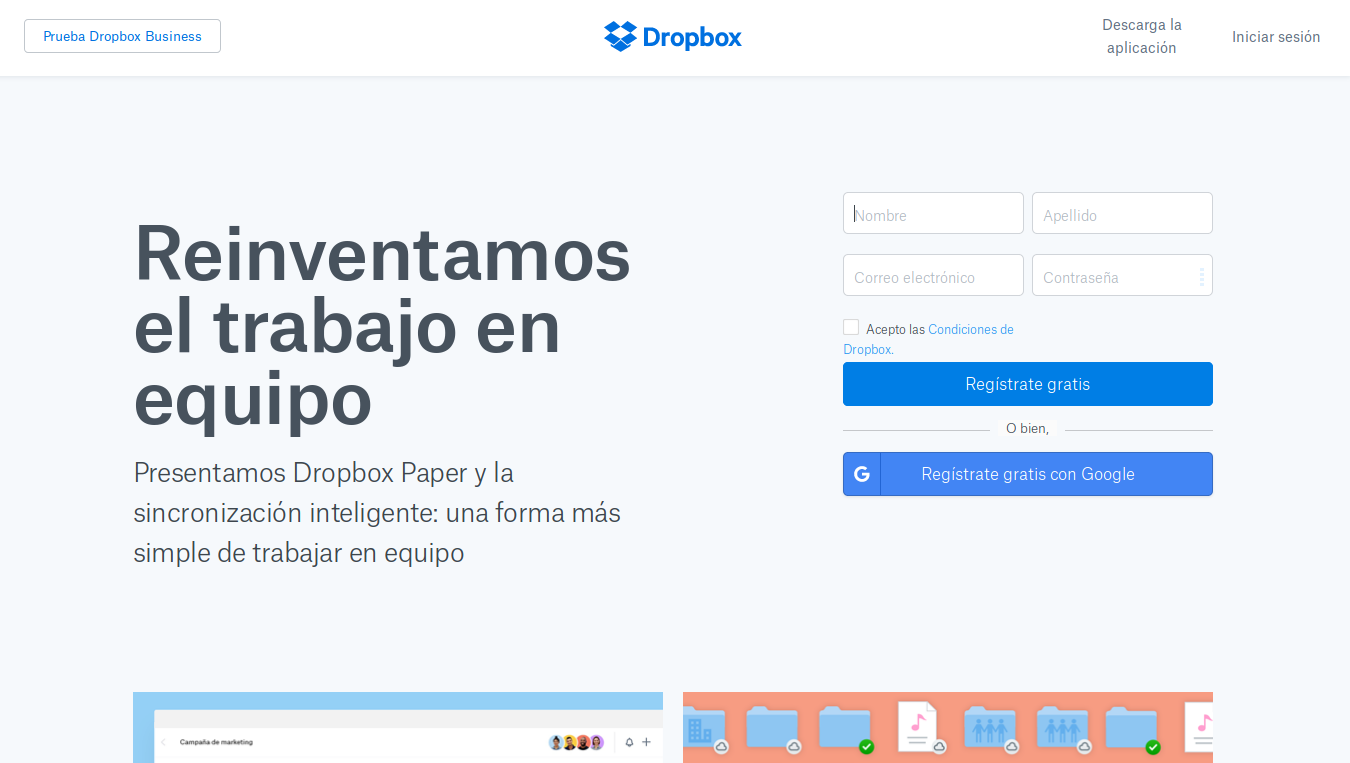 Prueba Dropbox Business
Dropbox
Descarga la
aplicación
Iniciar sesión
Reinventamos
el trabajo en
equipo
Presentamos Dropbox Paper y la
sincronización inteligente: una forma más
simple de trabajar en equipo
Nombre
Apellido
Correo electrónico
Contraseña
Acepto las Condiciones de
Dropbox.
Regístrate gratis
O bien,
G
Regístrate gratis con Google
Campaña de marketing